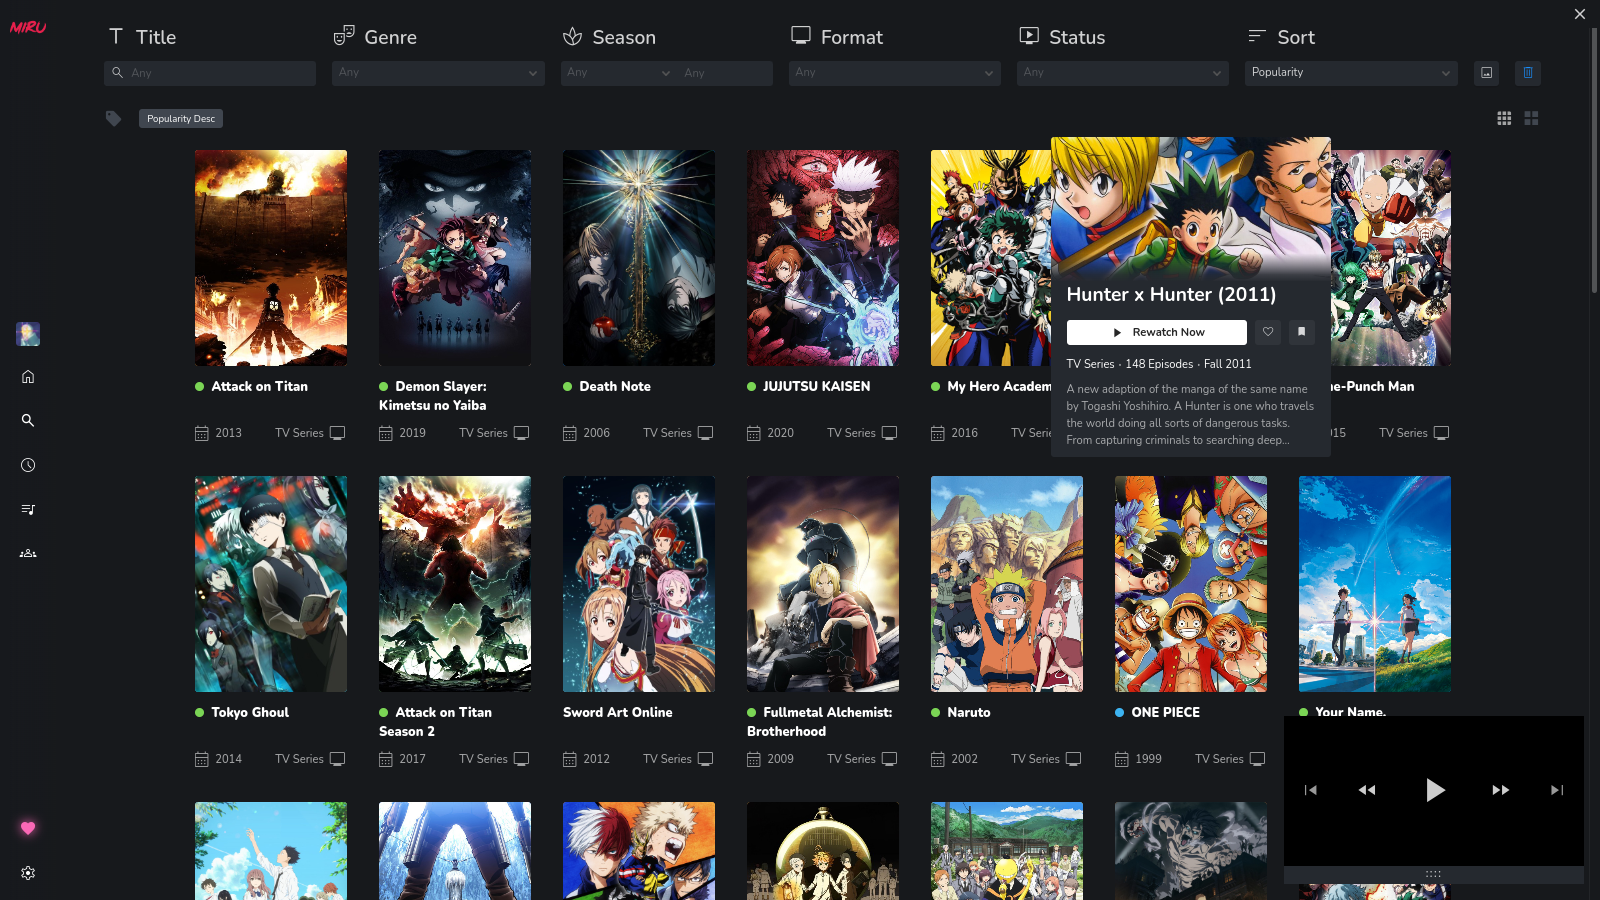 MIRU
Title
Genre
Season
Format
Status
Sort
Any
Any
Any
Any
Any
Any
Popularity
Popularity Desc
Attack on Titan
2013
TV Series
Demon Slayer:
Kimetsu no Yaiba
2019
TV Series
Death Note
2006
TV Series
JUJUTSU KAISEN
2020
TV Series
My Hero Academ
2016
TV Serie
Hunter x Hunter (2011)
Rewatch Now
TV Series • 148 Episodes • Fall 2011
A new adaption of the manga of the same name
by Togashi Yoshihiro. A Hunter is one who travels
the world doing all sorts of dangerous tasks.
From capturing criminals to searching deep...
ne-Punch Man
015
TV Series
Tokyo Ghoul
2014
TV Series
Attack on Titan
Season 2
2017
TV Series
Sword Art Online
2012
TV Series
Fullmetal Alchemist:
Brotherhood
2009
TV Series
Naruto
2002
TV Series
ONE PIECE
1999
TV Series
Your Name.